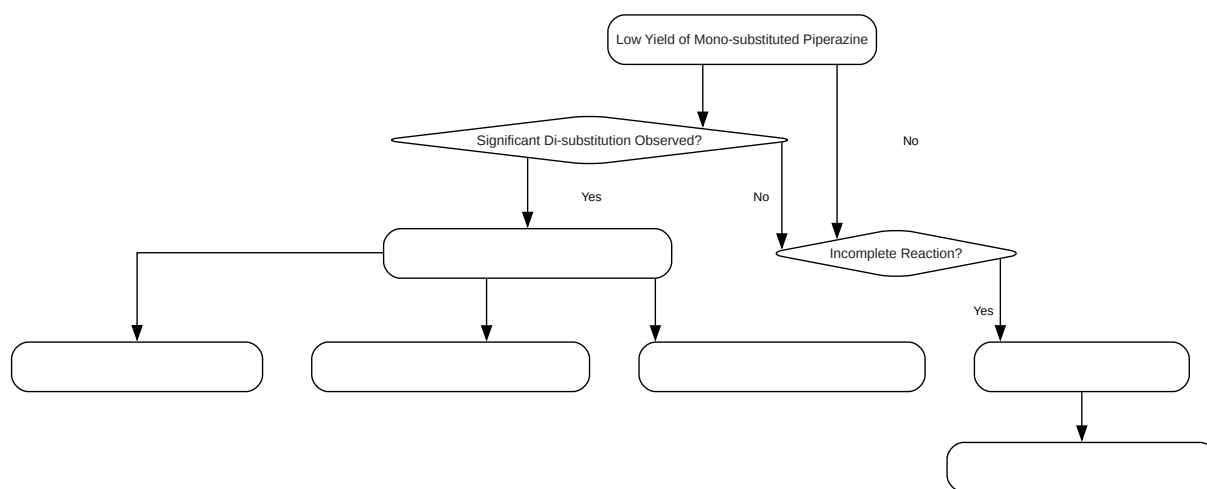 Low Yield of Mono-substituted Piperazine
Significant Di-substitution Observed?
No
Yes
No
Incomplete Reaction?
Yes